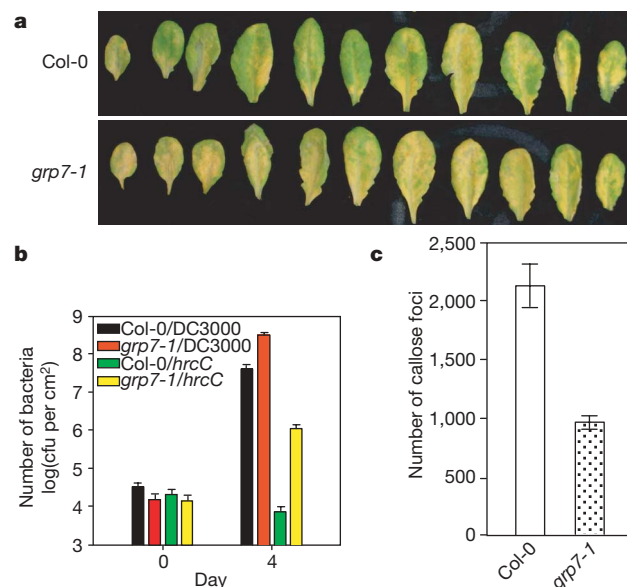 a
Col-0
grp7-1
b
Number of bacteria
log(cfu per cm²)
9
8
7
6
5
4
3
Col-0/DC3000
grp7-1/DC3000
Col-0/hrcC
grp7-1/hrcC
0
4
Day
c
Number of callose foci
2,500
2,000
1,500
1,000
500
0
Col-0
grp7-1